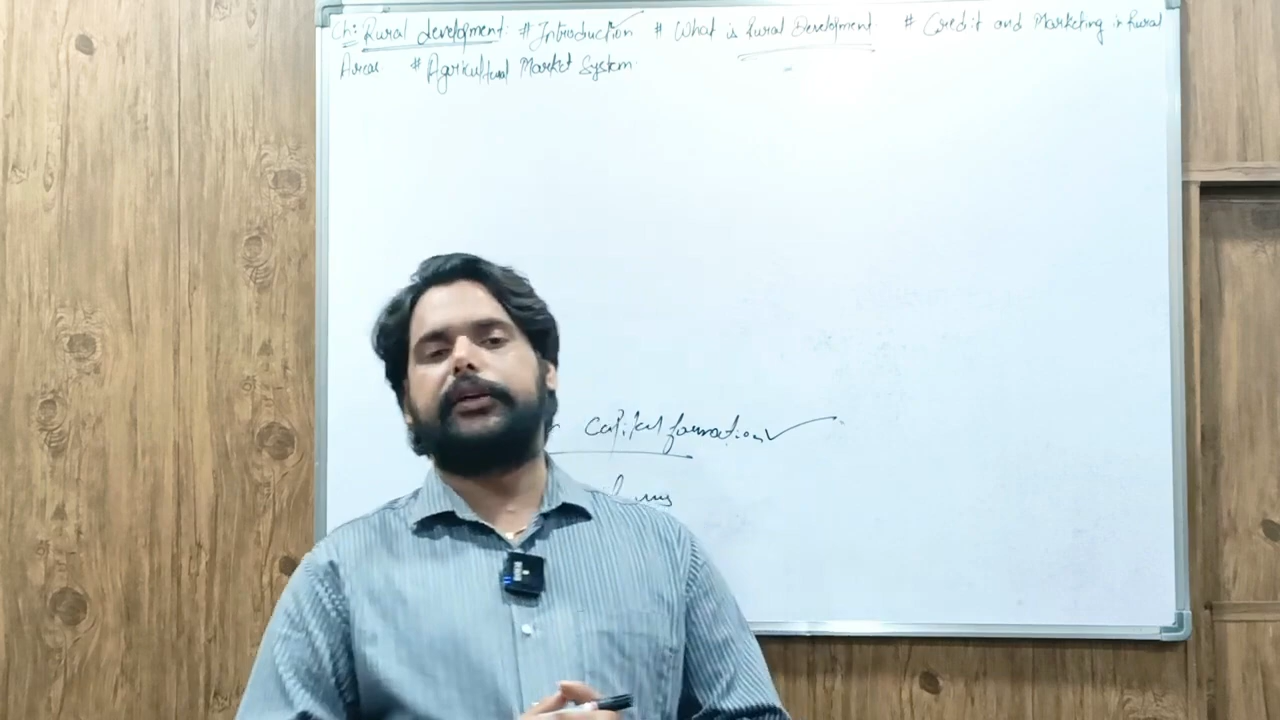 Ch: Rural development: # Introduction # What is Rural Development # Credit and Marketing in Rural
Areas # Agricultural Market System.
capital formation